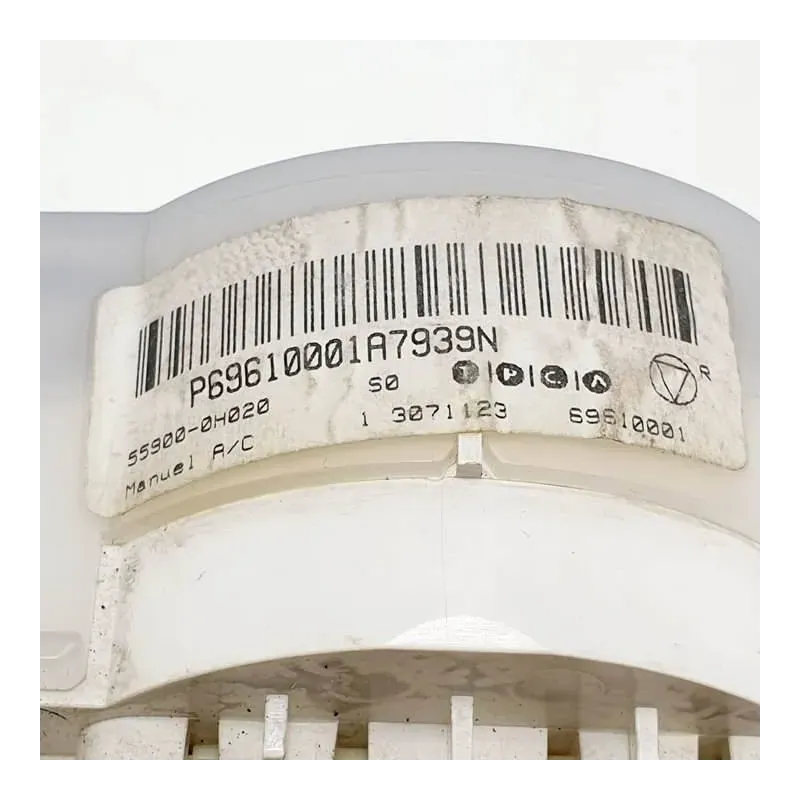 P69610001A7939N
55900-0H020 S0 T P C A R
Manuel A/C 1 3071123 69610001